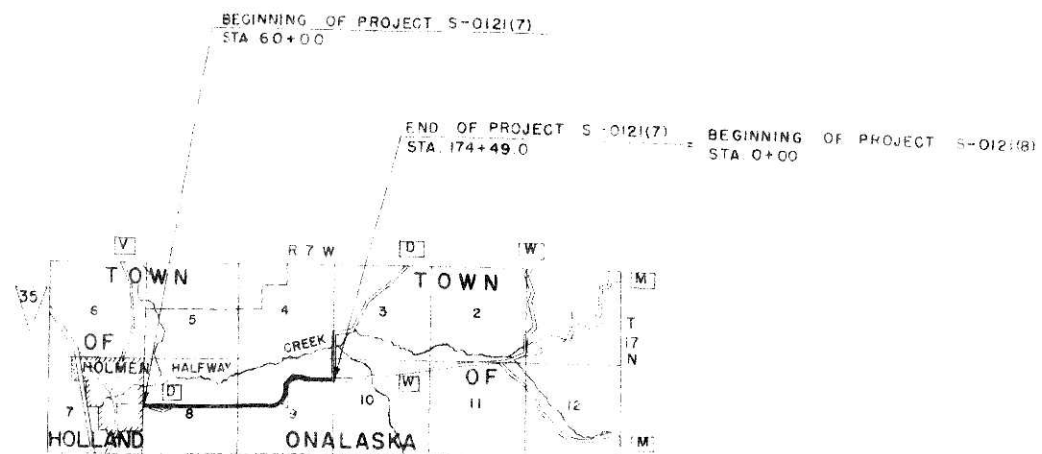 BEGINNING OF PROJECT S-0121(7)
STA 60+00
END OF PROJECT S-0121(7) = BEGINNING OF PROJECT S-0121(8)
STA. 174+49.0 STA 0+00
V R 7 W D W
TOWN TOWN M
35 6 5 4 3 2 T
OF CREEK 17
HOLMEN HALFWAY N
D W OF
7 8 9 10 11 12
HOLLAND ONALASKA M